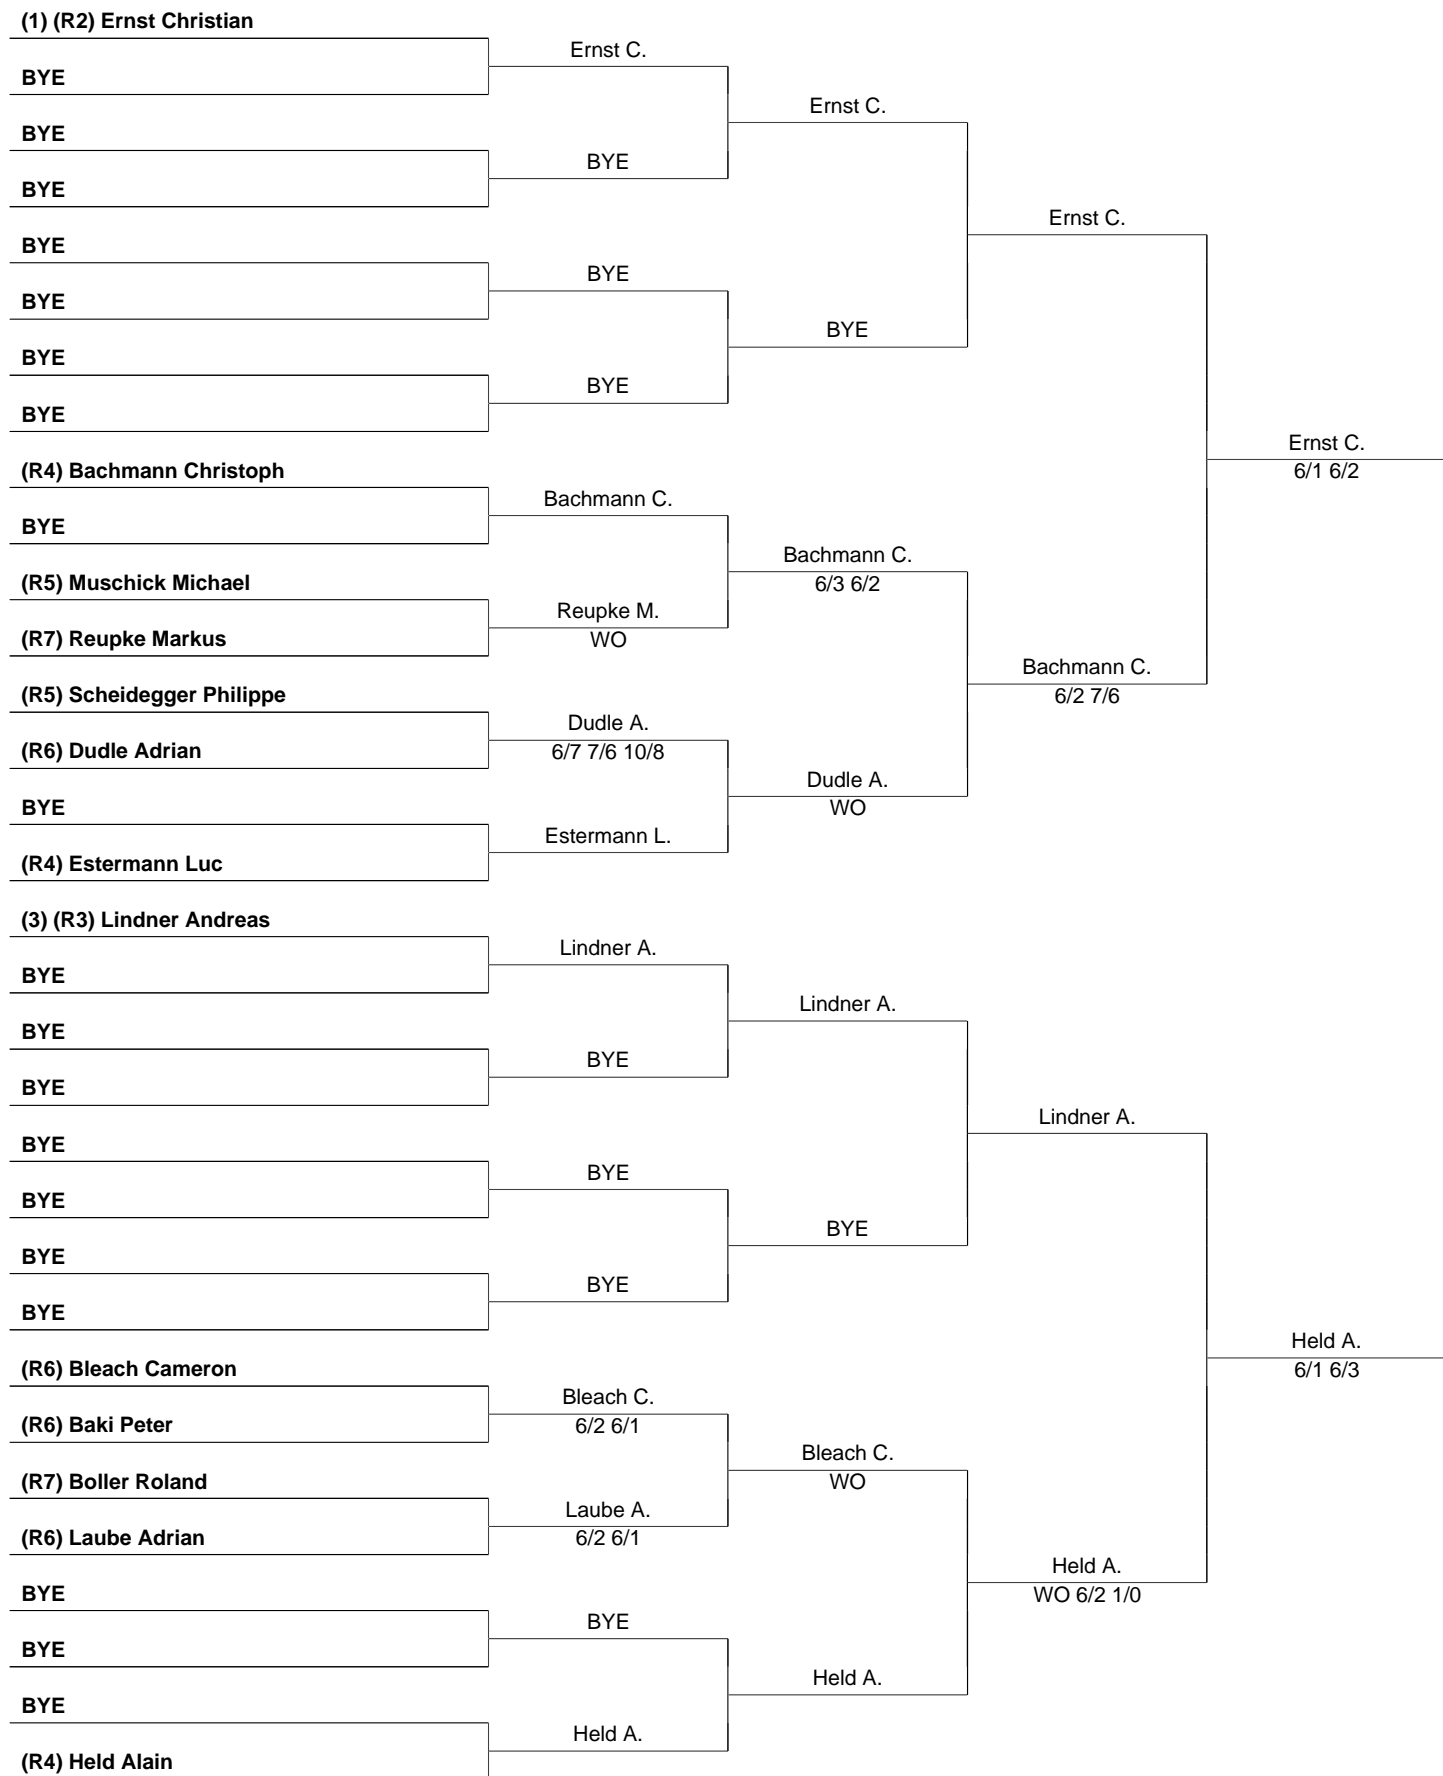 (1) (R2) Ernst Christian
Ernst C.
BYE
Ernst C.
BYE
BYE
BYE
Ernst C.
BYE
BYE
BYE
BYE
BYE
BYE
BYE
Ernst C.
6/1 6/2
(R4) Bachmann Christoph
Bachmann C.
BYE
Bachmann C.
6/3 6/2
(R5) Muschick Michael
Reupke M.
WO
(R7) Reupke Markus
Bachmann C.
6/2 7/6
(R5) Scheidegger Philippe
Dudle A.
6/7 7/6 10/8
(R6) Dudle Adrian
Dudle A.
WO
BYE
Estermann L.
(R4) Estermann Luc
(3) (R3) Lindner Andreas
Lindner A.
BYE
Lindner A.
BYE
BYE
BYE
Lindner A.
BYE
BYE
BYE
BYE
BYE
BYE
BYE
Held A.
6/1 6/3
(R6) Bleach Cameron
Bleach C.
6/2 6/1
(R6) Baki Peter
Bleach C.
WO
(R7) Boller Roland
Laube A.
6/2 6/1
(R6) Laube Adrian
Held A.
WO 6/2 1/0
BYE
BYE
BYE
Held A.
BYE
Held A.
(R4) Held Alain